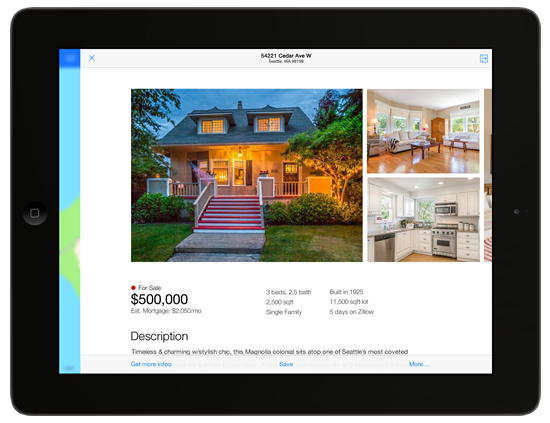 54221 Cedar Ave W
Seattle, WA 98199
For Sale
$500,000
Est. Mortgage: $2,050/mo
3 beds, 2.5 bath
2,500 sqft
Single Family
Built in 1925
11,500 sqft lot
5 days on Zillow
Description
Timeless & charming w/stylish chic, this Magnolia colonial sits atop one of Seattle's most coveted
Get more infoo
Save
More...